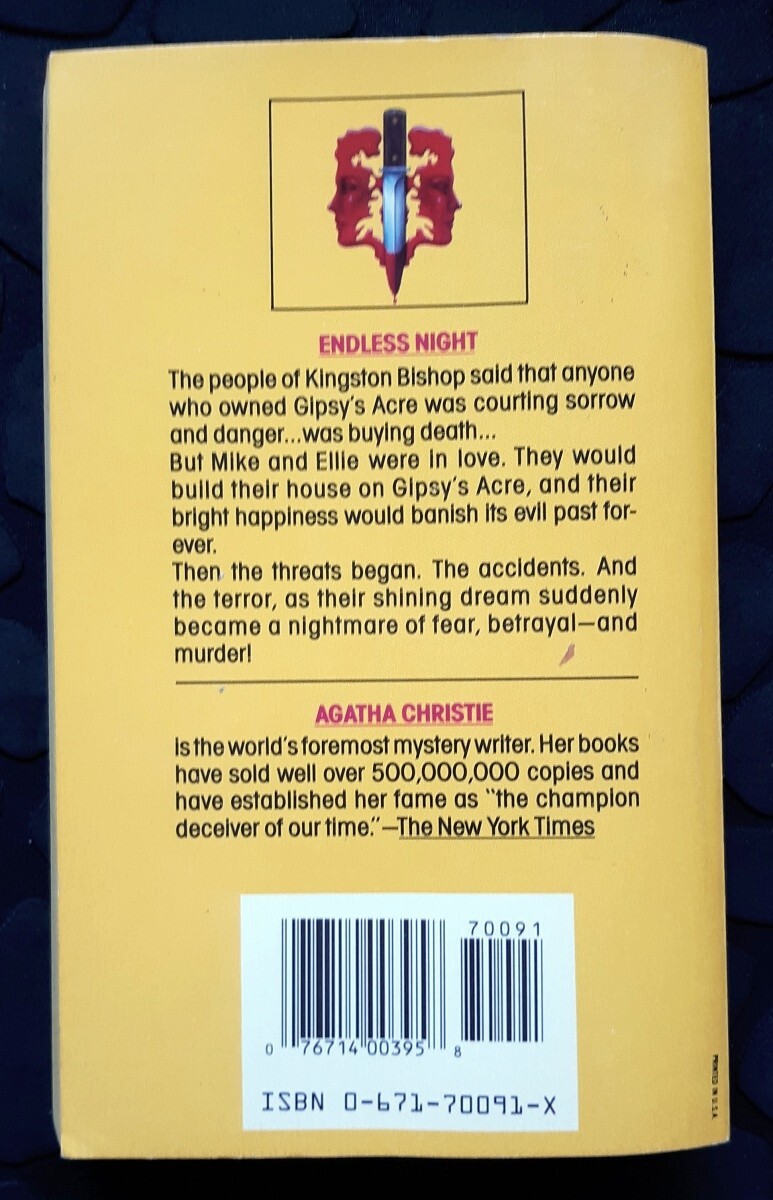 ENDLESS NIGHT
The people of Kingston Bishop said that anyone
who owned Gipsy's Acre was courting sorrow
and danger...was buying death...
But Mike and Ellie were in love. They would
build their house on Gipsy's Acre, and their
bright happiness would banish its evil past for-
ever.
Then the threats began. The accidents. And
the terror, as their shining dream suddenly
became a nightmare of fear, betrayal—and
murder!
AGATHA CHRISTIE
is the world's foremost mystery writer. Her books
have sold well over 500,000,000 copies and
have established her fame as "the champion
deceiver of our time."—The New York Times
70091
0 76714 00395 8
ISBN 0-671-70091-X
PRINTED IN U.S.A.